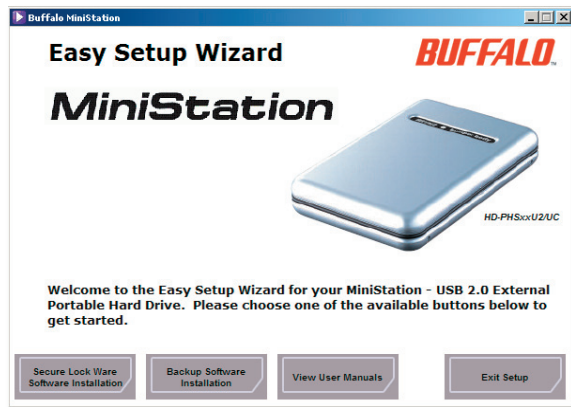 Buffalo MiniStation
Easy Setup Wizard
BUFFALO
MiniStation
HD-PHSxxU2/UC
Welcome to the Easy Setup Wizard for your MiniStation - USB 2.0 External
Portable Hard Drive. Please choose one of the available buttons below to
get started.
Secure Lock Ware
Software Installation
Backup Software
Installation
View User Manuals
Exit Setup